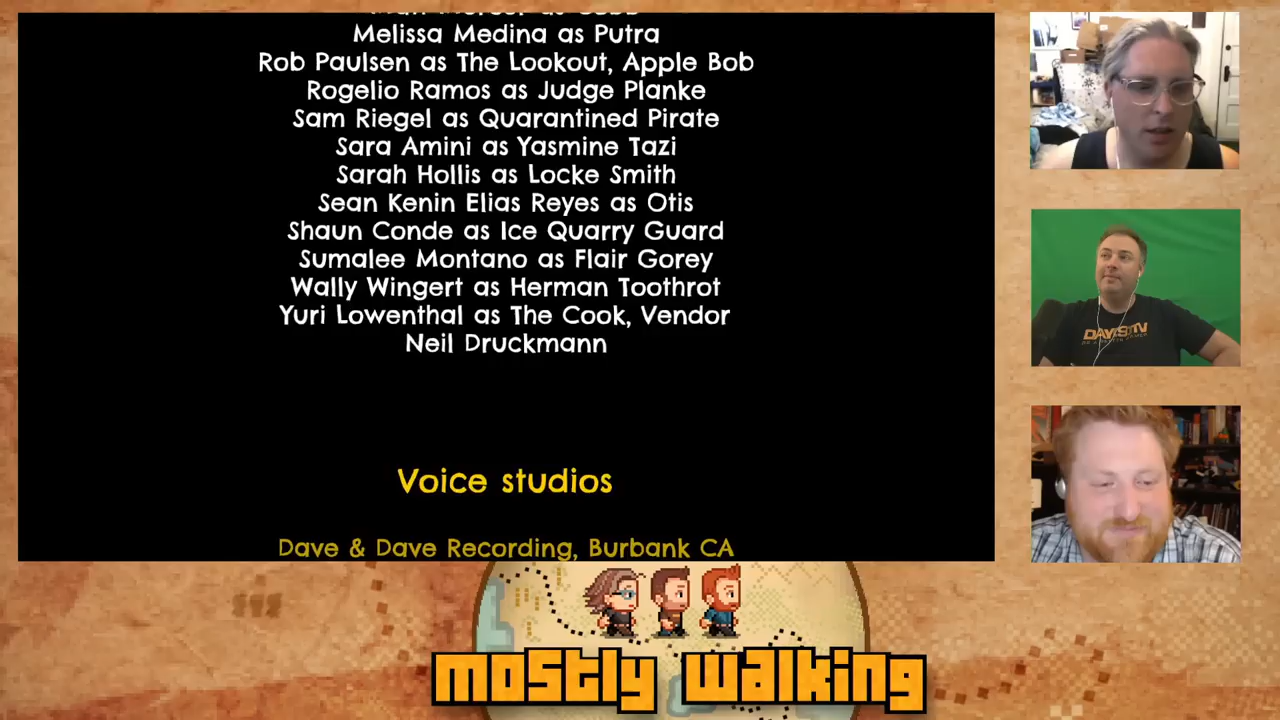 Melissa Medina as Putra
Rob Paulsen as The Lookout, Apple Bob
Rogelio Ramos as Judge Planke
Sam Riegel as Quarantined Pirate
Sara Amini as Yasmine Tazi
Sarah Hollis as Locke Smith
Sean Kenin Elias Reyes as Otis
Shaun Conde as Ice Quarry Guard
Sumalee Montano as Flair Gorey
Wally Wingert as Herman Toothrot
Yuri Lowenthal as The Cook, Vendor
Neil Druckmann
Voice studios
Dave & Dave Recording, Burbank CA
mostly walking